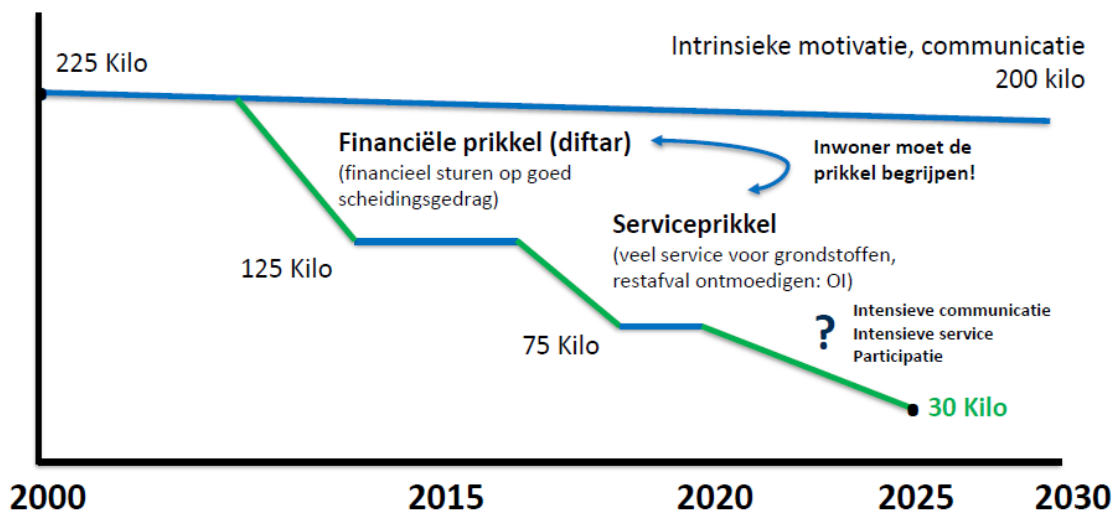 225 Kilo
Intrinsieke motivatie, communicatie
200 kilo
Financiële prikkel (diftar)
(financieel sturen op goed
scheidingsgedrag)
Inwoner moet de
prikkel begrijpen!
125 Kilo
Serviceprikkel
(veel service voor grondstoffen,
restafval ontmoedigen: OI)
75 Kilo
?
Intensieve communicatie
Intensieve service
Participatie
30 Kilo
2000 2015 2020 2025 2030